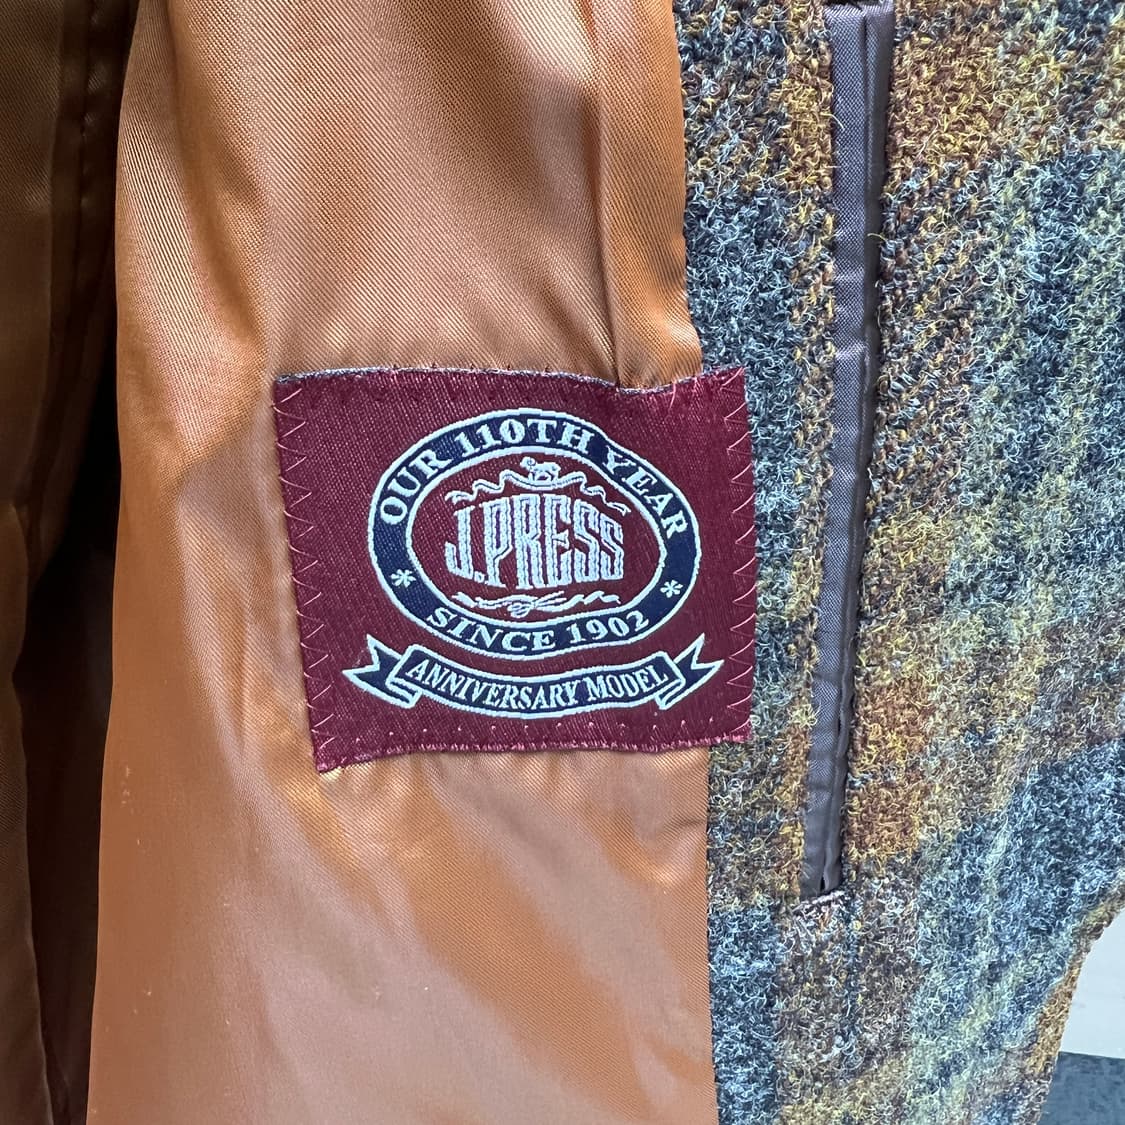 OUR 110TH YEAR
J.PRESS
* SINCE 1902 *
ANNIVERSARY MODEL